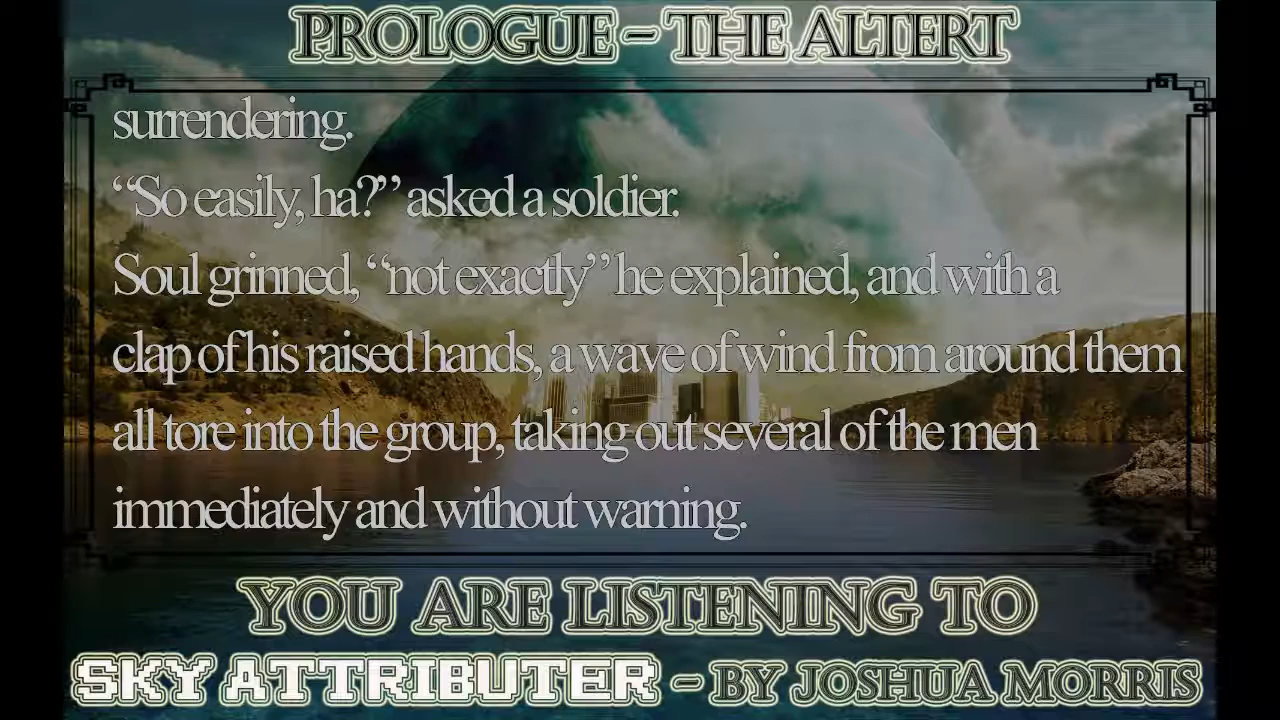 PROLOGUE - THE ALTERT
surrendering.
“So easily, ha?” asked a soldier.
Soul grinned, “not exactly” he explained, and with a
clap of his raised hands, a wave of wind from around them
all tore into the group, taking out several of the men
immediately and without warning.
YOU ARE LISTENING TO
SKY ATTRIBUTER - BY JOSHUA MORRIS